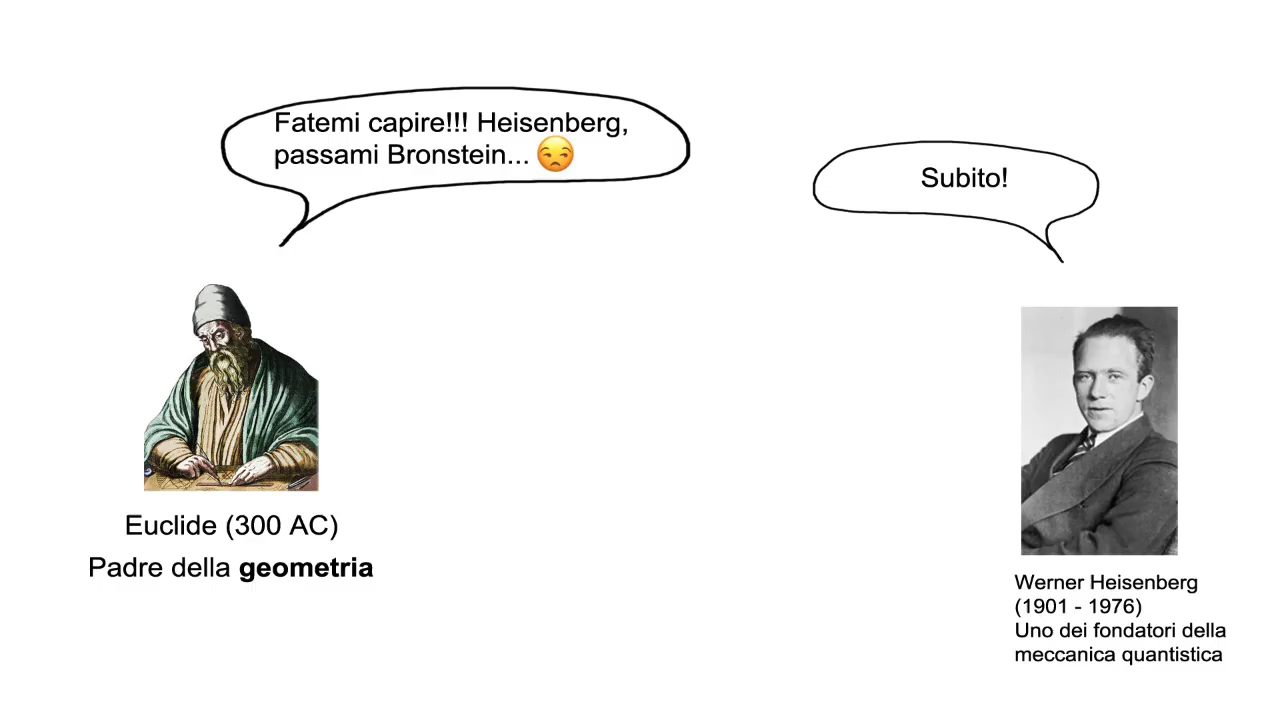 Fatemi capire!!! Heisenberg,
passami Bronstein... 😒
Subito!
Euclide (300 AC)
Padre della geometria
Werner Heisenberg
(1901 - 1976)
Uno dei fondatori della
meccanica quantistica